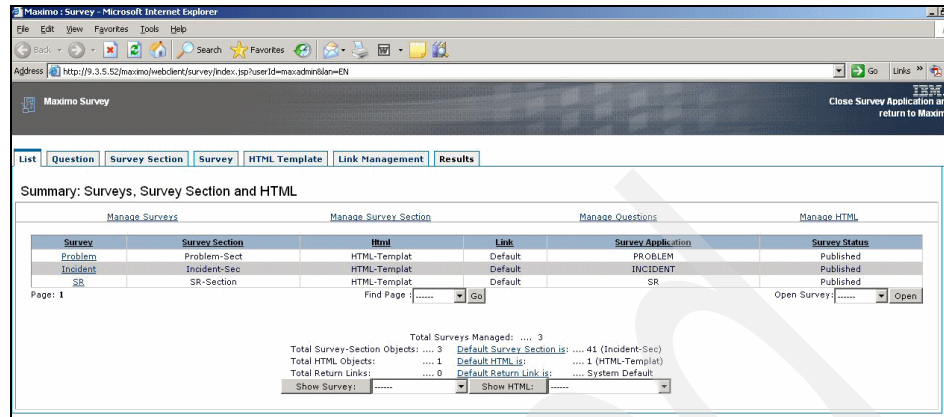 Maximo : Survey - Microsoft Internet Explorer
File Edit View Favorites Tools Help
Back Search Favorites
Address http://9.3.5.52/maximo/webclient/survey/index.jsp?userId=maxadmin&lan=EN Go Links »
Maximo Survey
IBM.
Close Survey Application an
return to Maxim
List Question Survey Section Survey HTML Template Link Management Results
Summary: Surveys, Survey Section and HTML
Manage Surveys Manage Survey Section Manage Questions Manage HTML
Survey Survey Section Html Link Survey Application Survey Status
Problem Problem-Sect HTML-Templat Default PROBLEM Published
Incident Incident-Sec HTML-Templat Default INCIDENT Published
SR SR-Section HTML-Templat Default SR Published
Page: 1 Find Page : ------ Go Open Survey: ------ Open
Total Surveys Managed: .... 3
Total Survey-Section Objects: .... 3 Default Survey Section is: .... 41 (Incident-Sec)
Total HTML Objects: .... 1 Default HTML is: .... 1 (HTML-Templat)
Total Return Links: .... 0 Default Return Link is: .... System Default
Show Survey: ------ Show HTML: ------